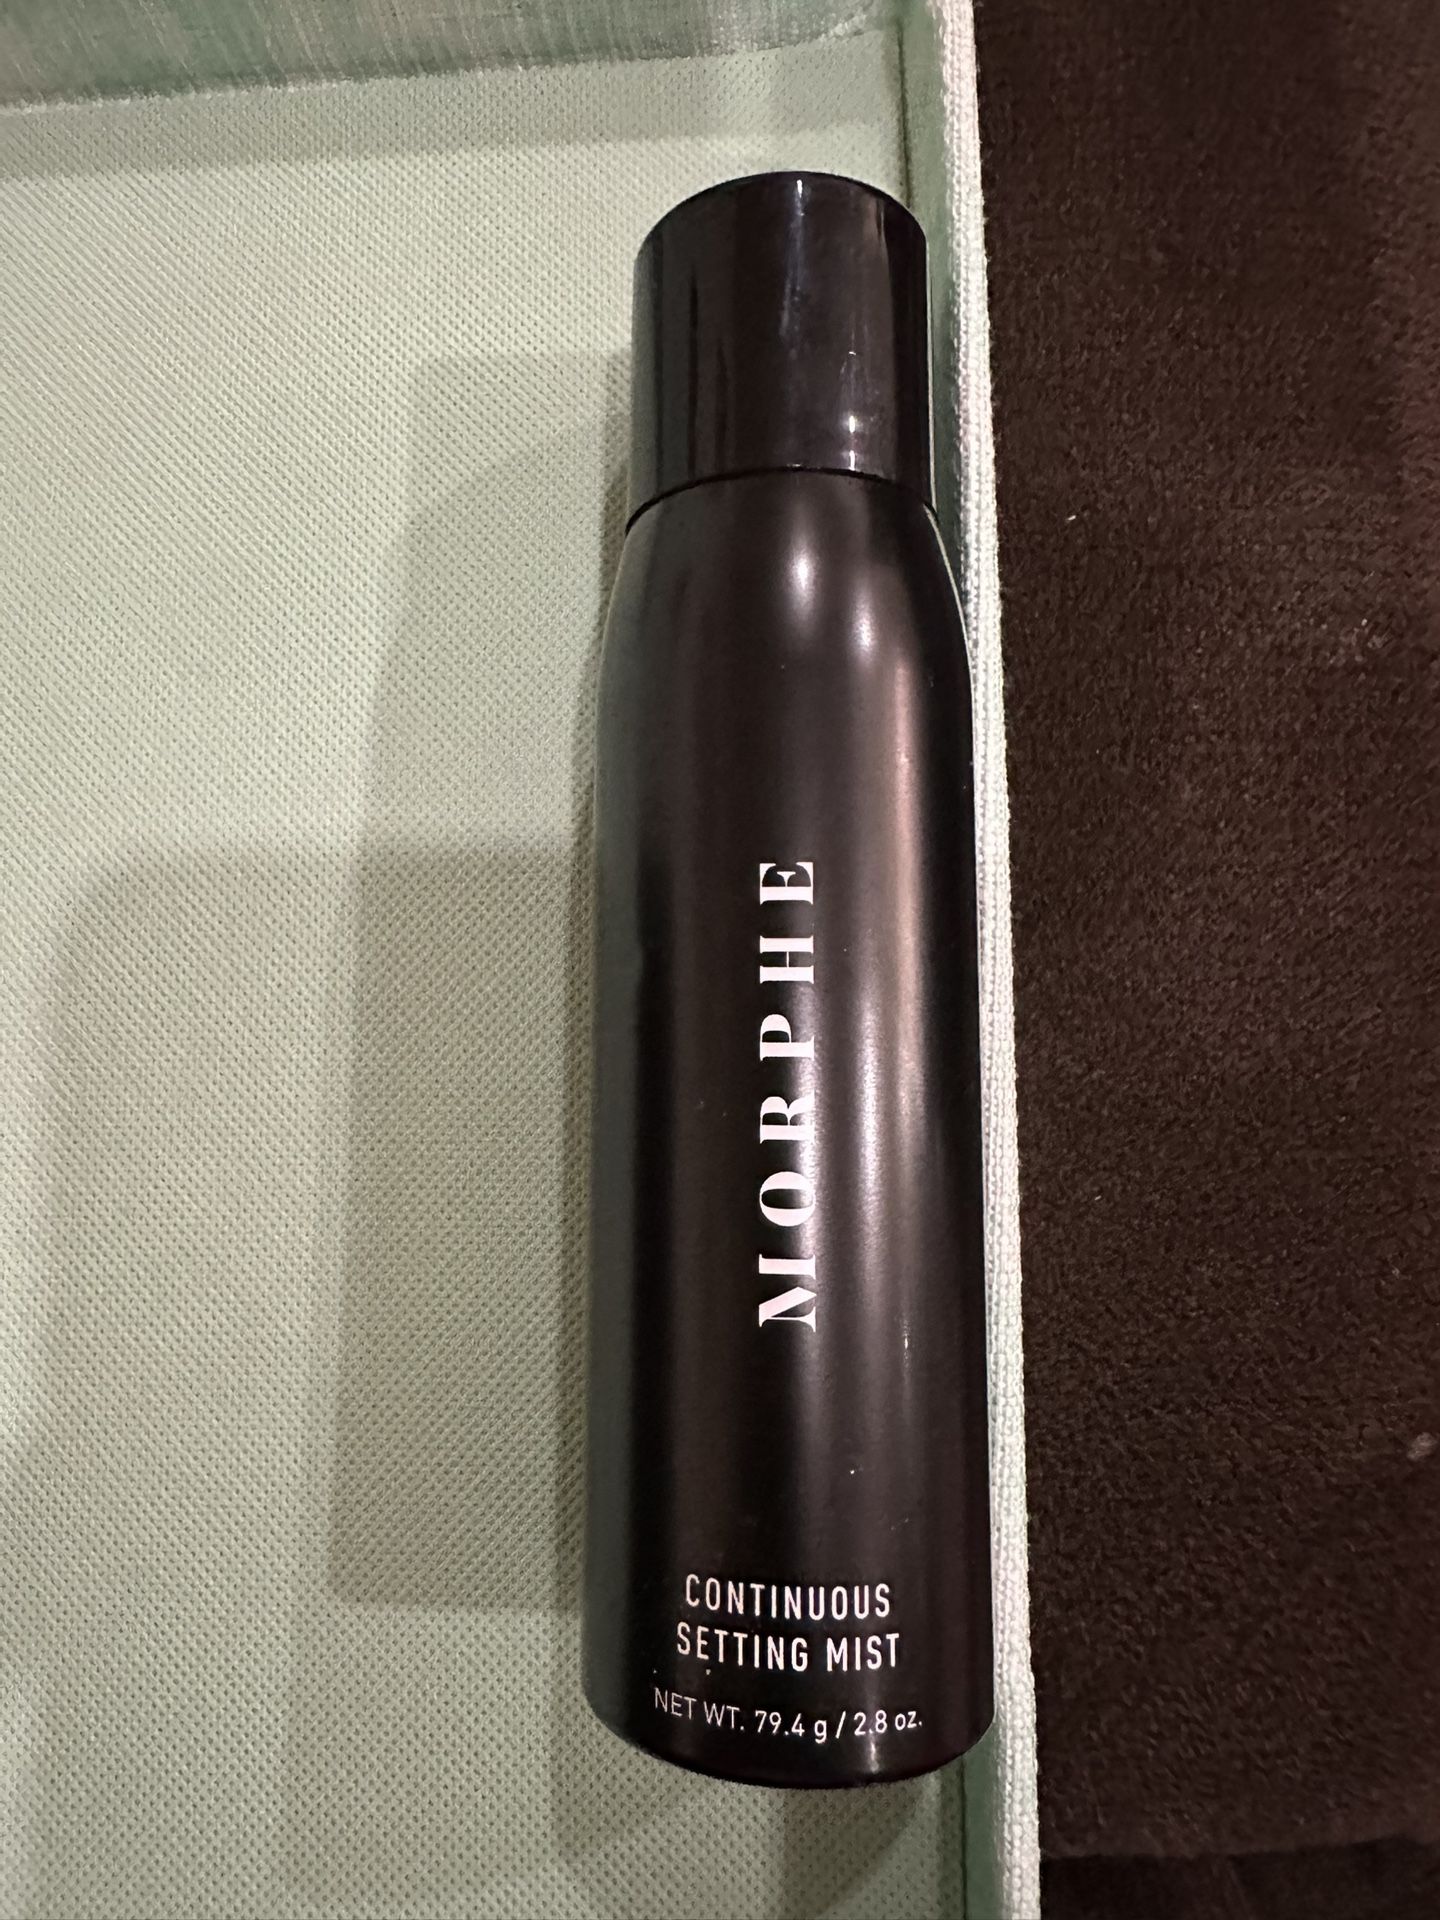 MORPHE
CONTINUOUS
SETTING MIST
NET WT. 79.4 g / 2.8 oz.